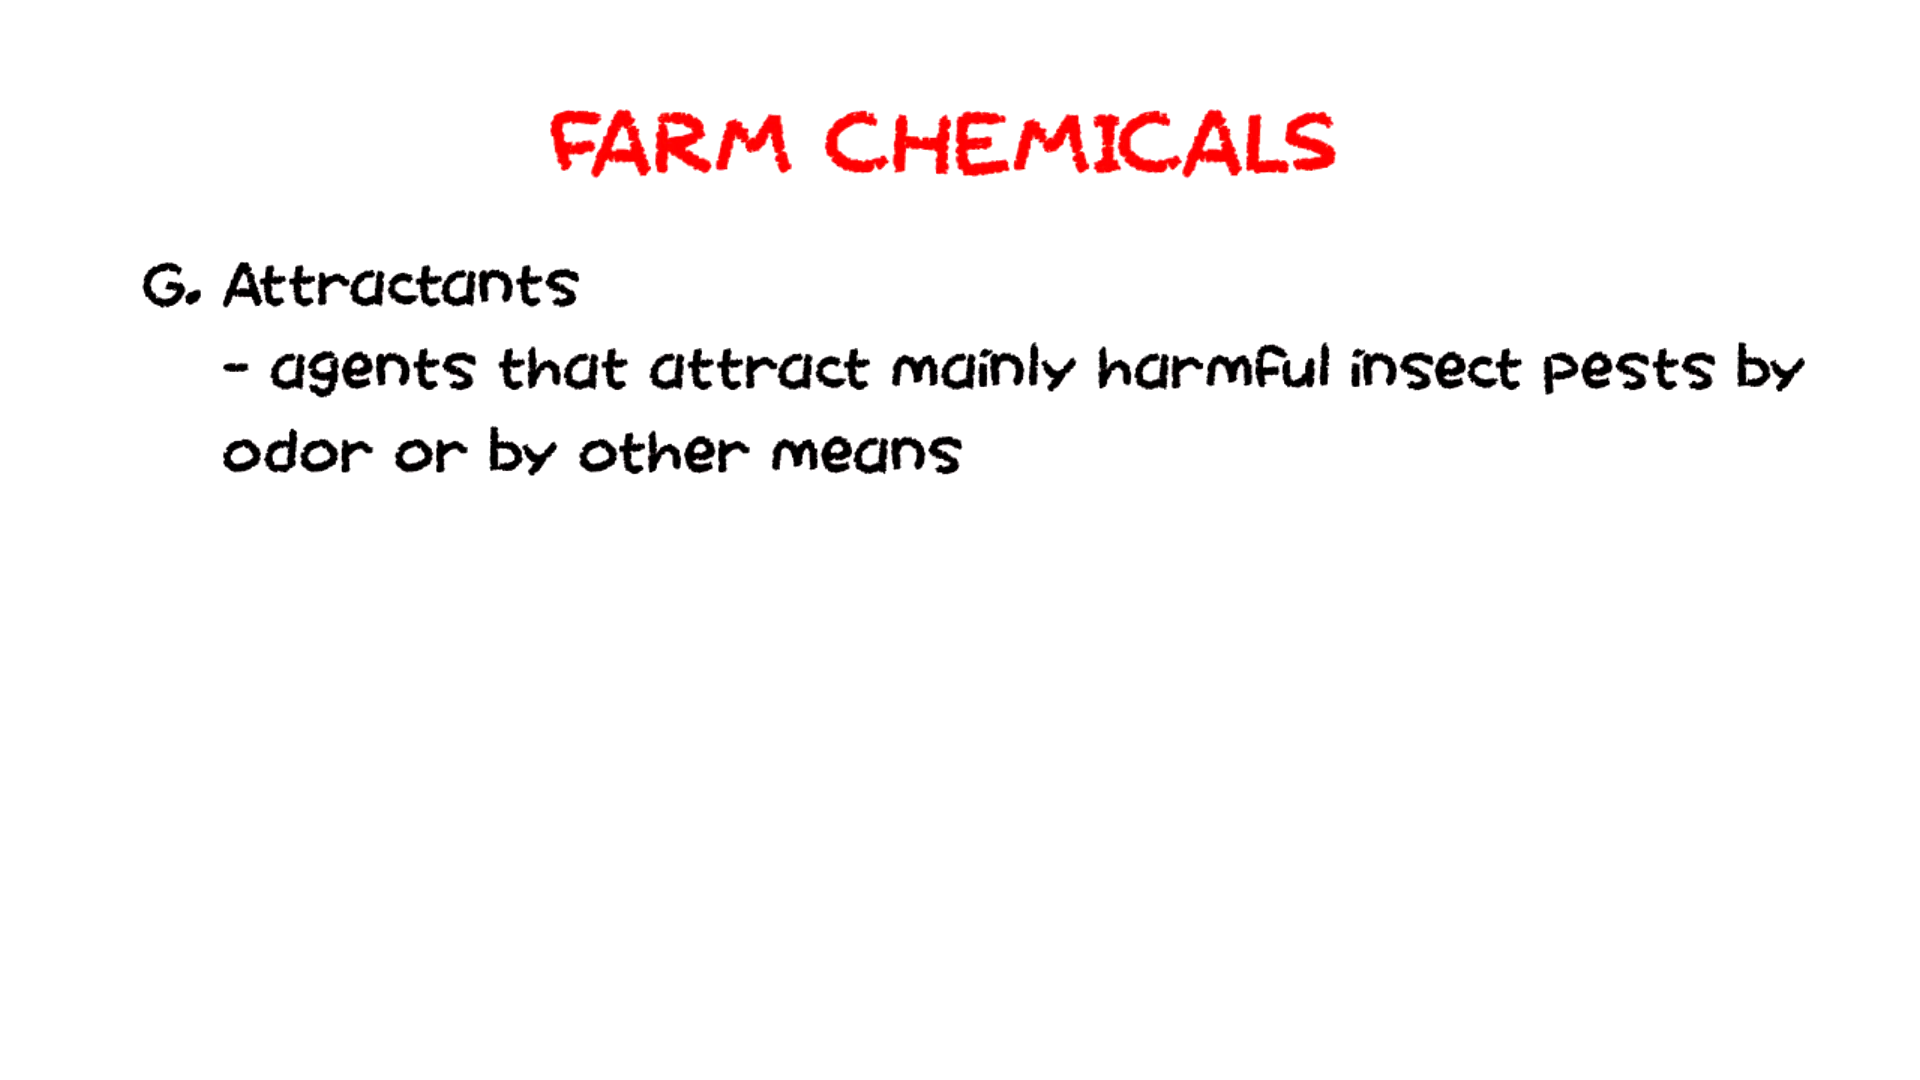 FARM CHEMICALS
G. Attractants
- agents that attract mainly harmful insect pests by
odor or by other means